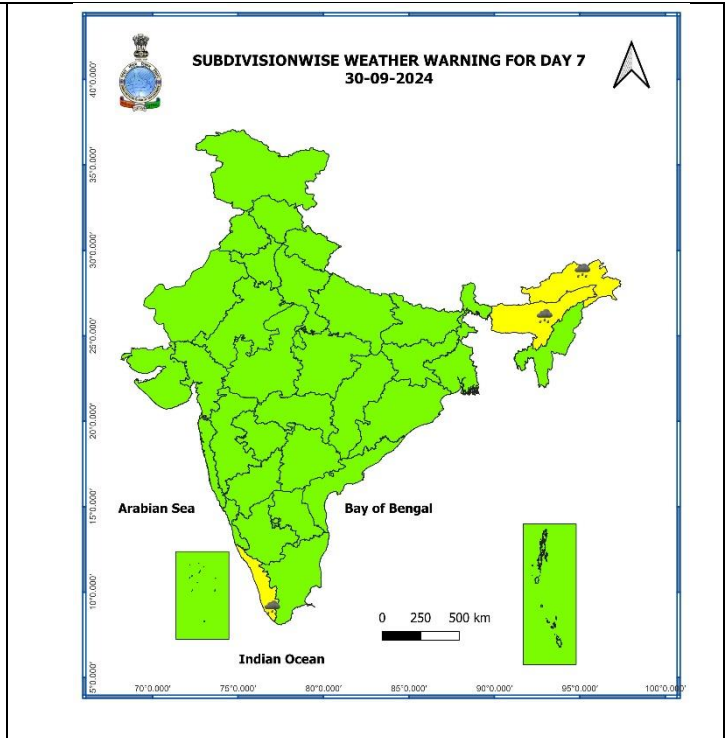 SUBDIVISIONWISE WEATHER WARNING FOR DAY 7
30-09-2024
40°0.000'
35°0.000'
30°0.000'
25°0.000'
20°0.000'
15°0.000'
10°0.000'
5°0.000'
Arabian Sea
Bay of Bengal
0 250 500 km
Indian Ocean
70°0.000' 75°0.000' 80°0.000' 85°0.000' 90°0.000' 95°0.000' 100°0.000'